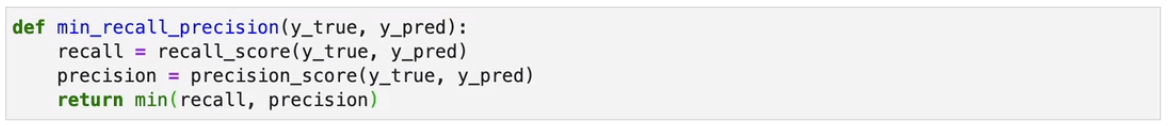 def min_recall_precision(y_true, y_pred):
    recall = recall_score(y_true, y_pred)
    precision = precision_score(y_true, y_pred)
    return min(recall, precision)